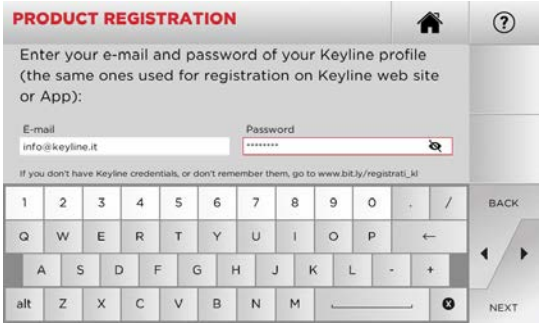 PRODUCT REGISTRATION
?
Enter your e-mail and password of your Keyline profile
(the same ones used for registration on Keyline web site
or App):
E-mail Password
info@keyline.it ********
If you don't have Keyline credentials, or don't remember them, go to www.bit.ly/registrati_kl
1 2 3 4 5 6 7 8 9 0 . /
BACK
Q W E R T Y U I O P ←
A S D F G H J K L - +
alt Z X C V B N M
NEXT